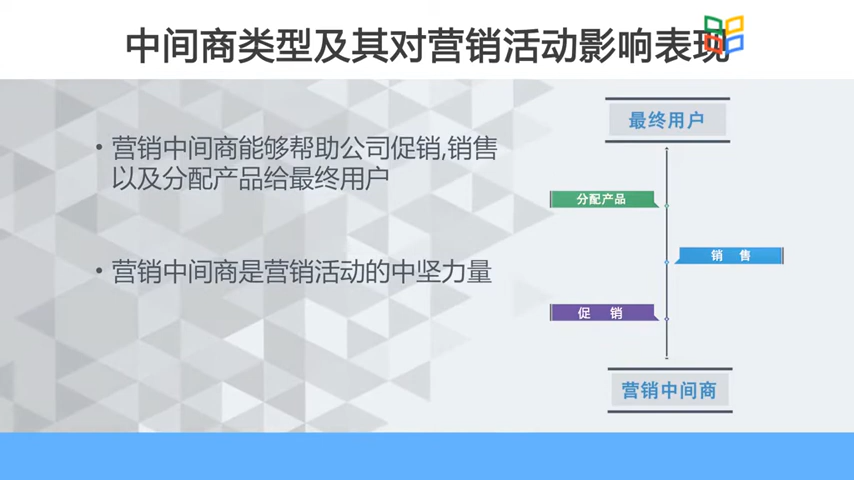 中间商类型及其对营销活动影响表现
• 营销中间商能够帮助公司促销,销售
以及分配产品给最终用户
• 营销中间商是营销活动的中坚力量
最终用户
分配产品
销 售
促 销
营销中间商